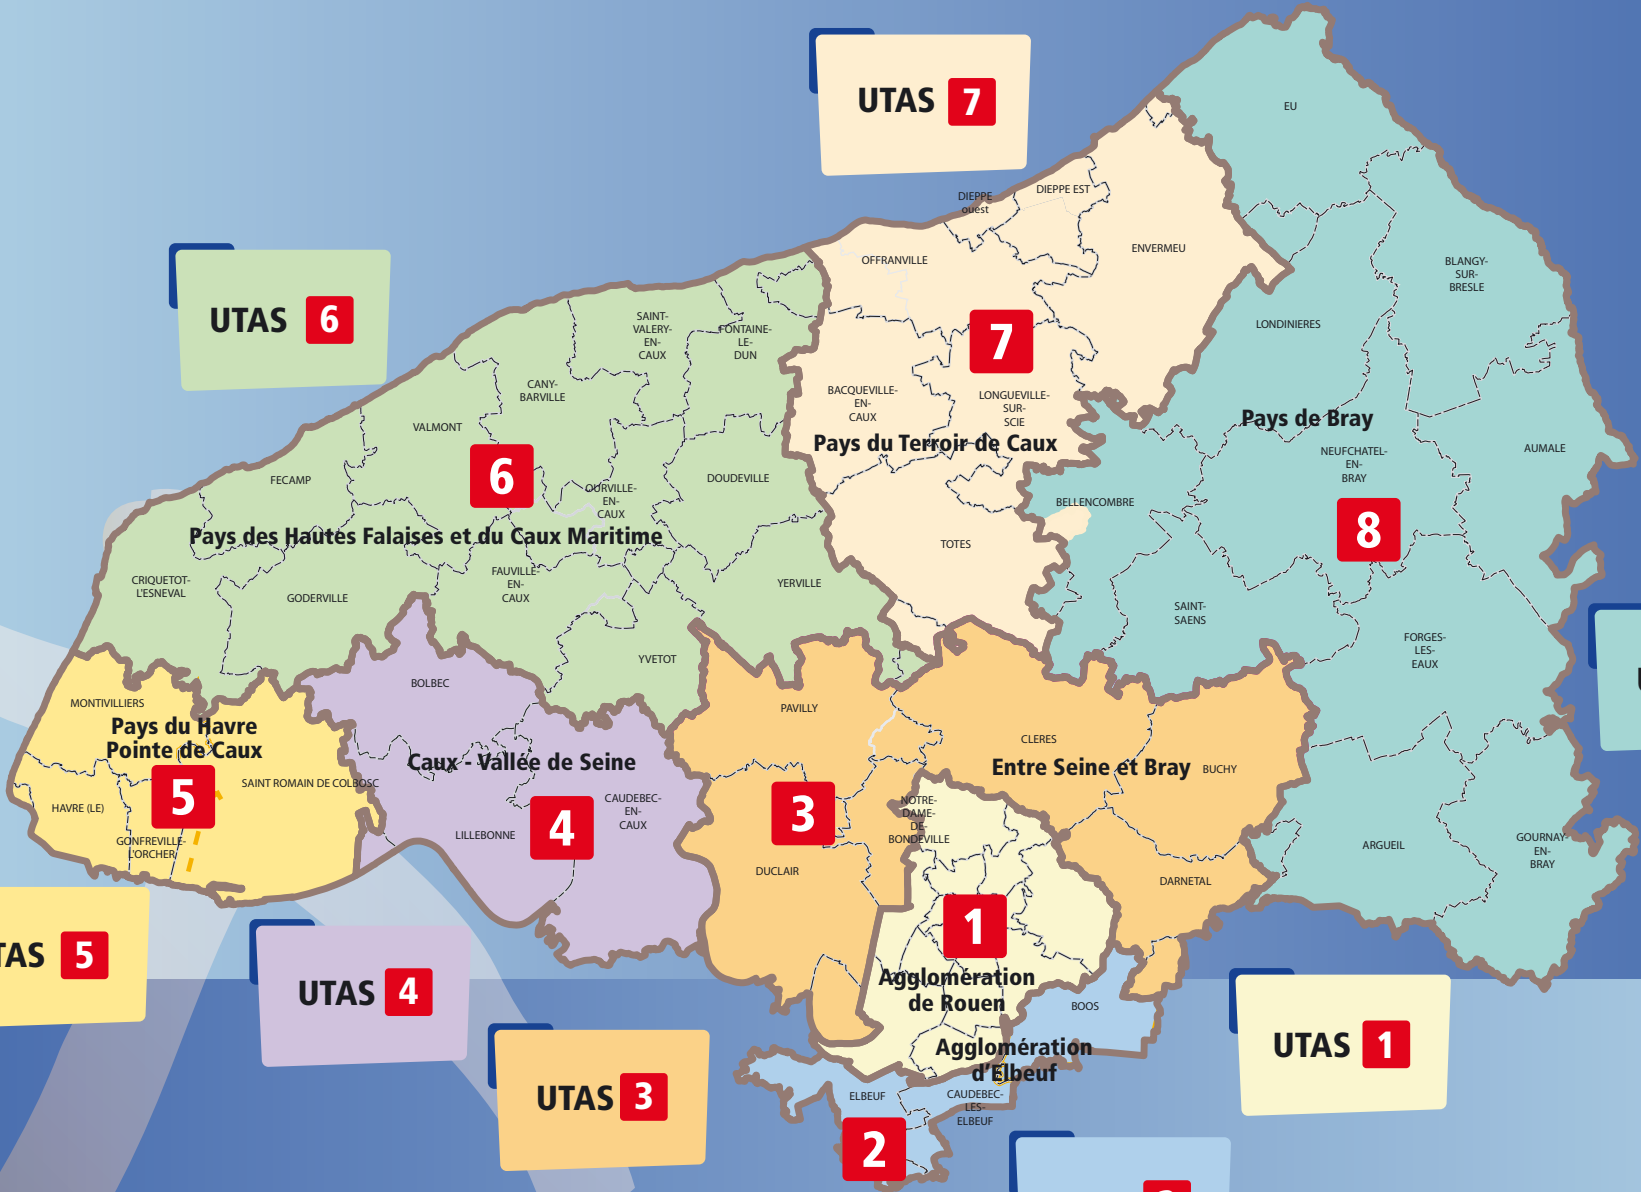 UTAS 7
EU
DIEPPE
ouest
DIEPPE EST
ENVERMEU
OFFRANVILLE
BLANGY-
SUR-
BRESLE
UTAS 6
SAINT-
VALERY-
EN-
CAUX
FONTAINE-
LE-
DUN
7
LONDINIERES
CANY-
BARVILLE
BACQUEVILLE-
EN-
CAUX
LONGUEVILLE-
SUR-
SCIE
Pays de Bray
VALMONT
Pays du Terroir de Caux
NEUFCHATEL-
EN-
BRAY
AUMALE
6
FECAMP
DOUDEVILLE
OURVILLE-
EN-
CAUX
BELLENCOMBRE
8
Pays des Hautes Falaises et du Caux Maritime
TOTES
CRIQUETOT-
L'ESNEVAL
GODERVILLE
FAUVILLE-
EN-
CAUX
YERVILLE
SAINT-
SAENS
FORGES-
LES-
EAUX
YVETOT
BOLBEC
MONTIVILLIERS
Pays du Havre
Pointe de Caux
PAVILLY
CLERES
Entre Seine et Bray
BUCHY
Caux - Vallée de Seine
SAINT ROMAIN DE COLBOSC
5
HAVRE (LE)
GONFREVILLE-
L'ORCHER
LILLEBONNE
4
CAUDEBEC-
EN-
CAUX
3
NOTRE-
DAME-
DE-
BONDEVILLE
DUCLAIR
DARNETAL
ARGUEIL
GOURNAY-
EN-
BRAY
1
Agglomération
de Rouen
TAS 5
UTAS 4
BOOS
UTAS 1
Agglomération
d'Elbeuf
UTAS 3
ELBEUF
CAUDEBEC-
LES-
ELBEUF
2